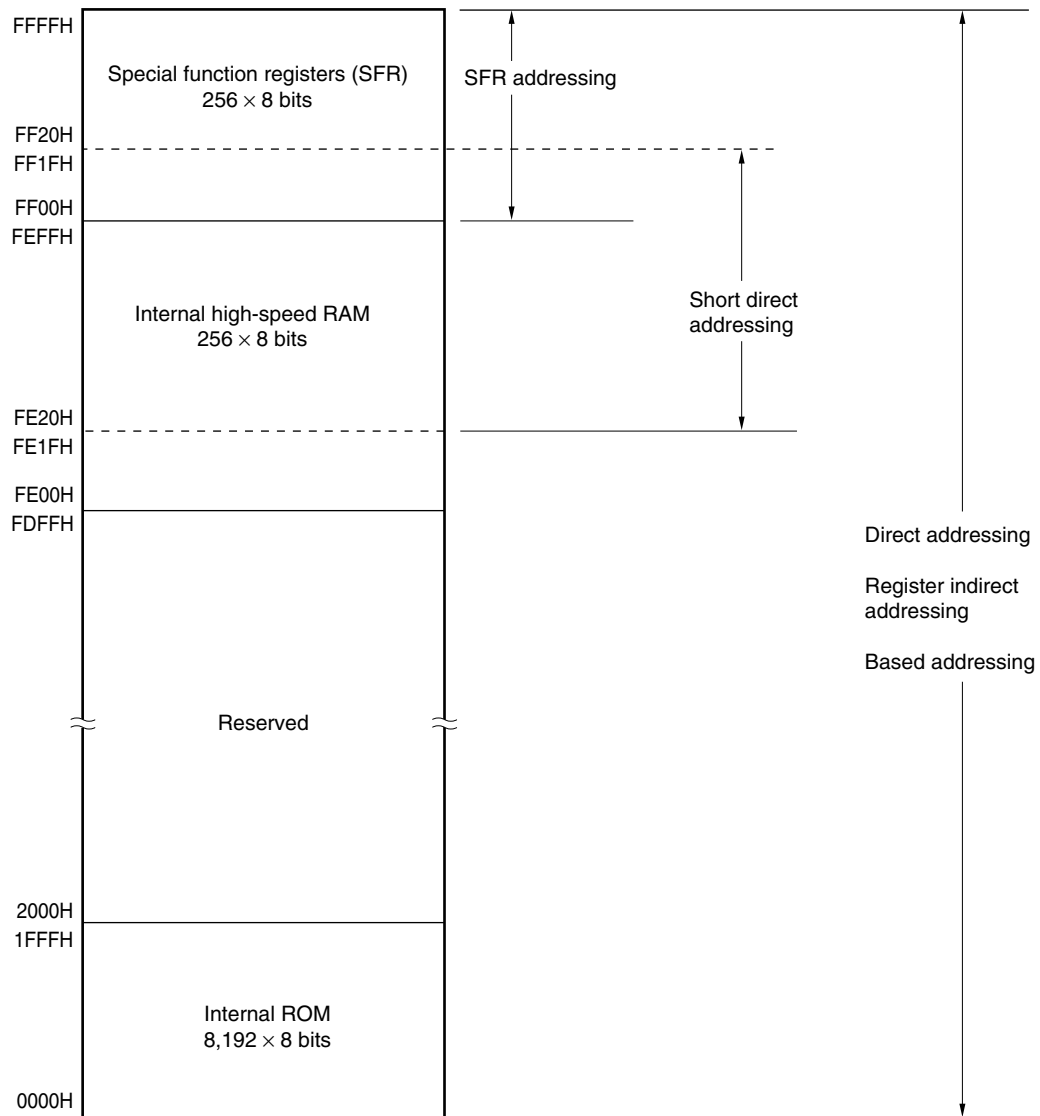 FFFFH
Special function registers (SFR)
256 × 8 bits
SFR addressing
FF20H
FF1FH
FF00H
FEFFH
Internal high-speed RAM
256 × 8 bits
Short direct
addressing
FE20H
FE1FH
FE00H
FDFFH
Direct addressing
Register indirect
addressing
Based addressing
Reserved
2000H
1FFFH
Internal ROM
8,192 × 8 bits
0000H